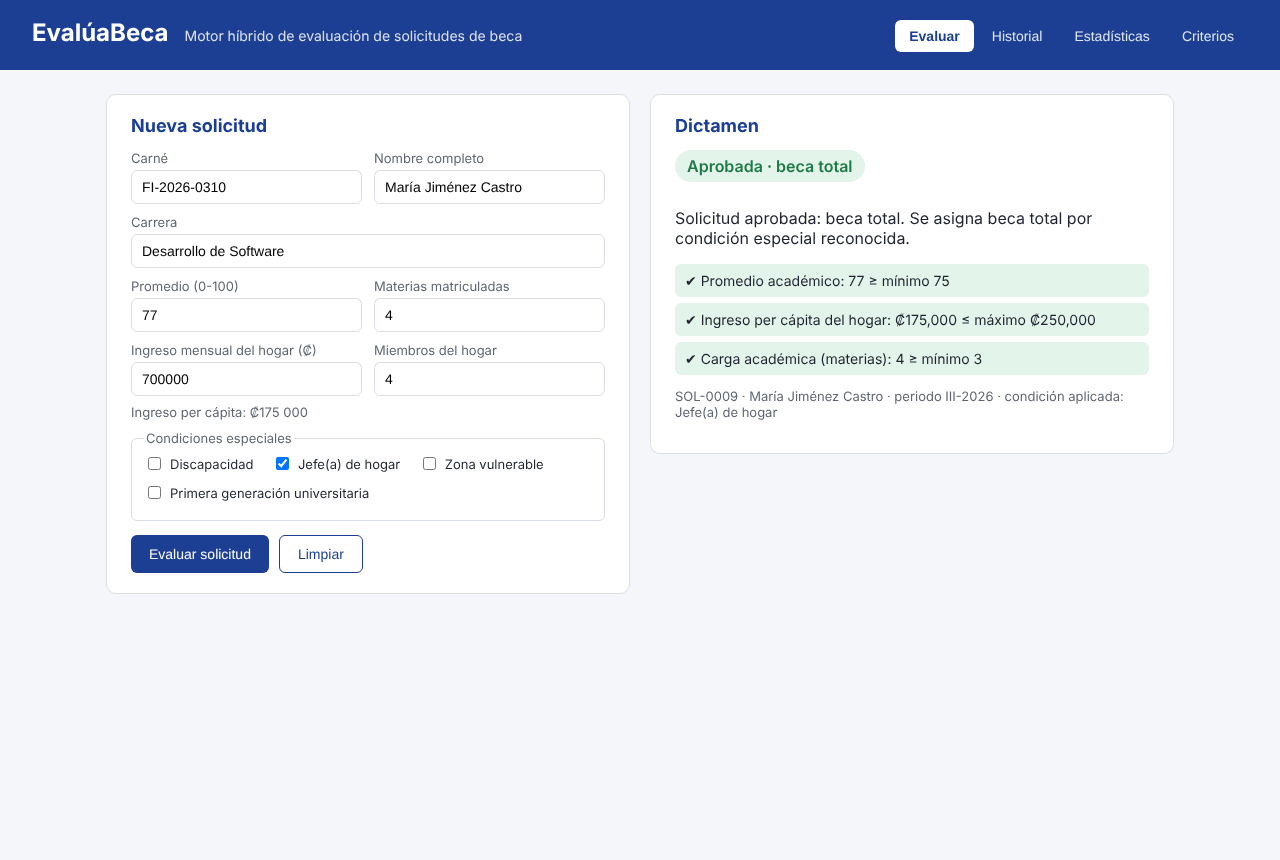 EvalúaBeca
Motor híbrido de evaluación de solicitudes de beca
Evaluar
Historial
Estadísticas
Criterios
Nueva solicitud
Carné
Nombre completo
FI-2026-0310
María Jiménez Castro
Carrera
Desarrollo de Software
Promedio (0-100)
Materias matriculadas
77
4
Ingreso mensual del hogar (₡)
Miembros del hogar
700000
4
Ingreso per cápita: ₡175 000
Condiciones especiales
Discapacidad
Jefe(a) de hogar
Zona vulnerable
Primera generación universitaria
Evaluar solicitud
Limpiar
Dictamen
Aprobada · beca total
Solicitud aprobada: beca total. Se asigna beca total por
condición especial reconocida.
✔ Promedio académico: 77 ≥ mínimo 75
✔ Ingreso per cápita del hogar: ₡175,000 ≤ máximo ₡250,000
✔ Carga académica (materias): 4 ≥ mínimo 3
SOL-0009 · María Jiménez Castro · periodo III-2026 · condición aplicada:
Jefe(a) de hogar